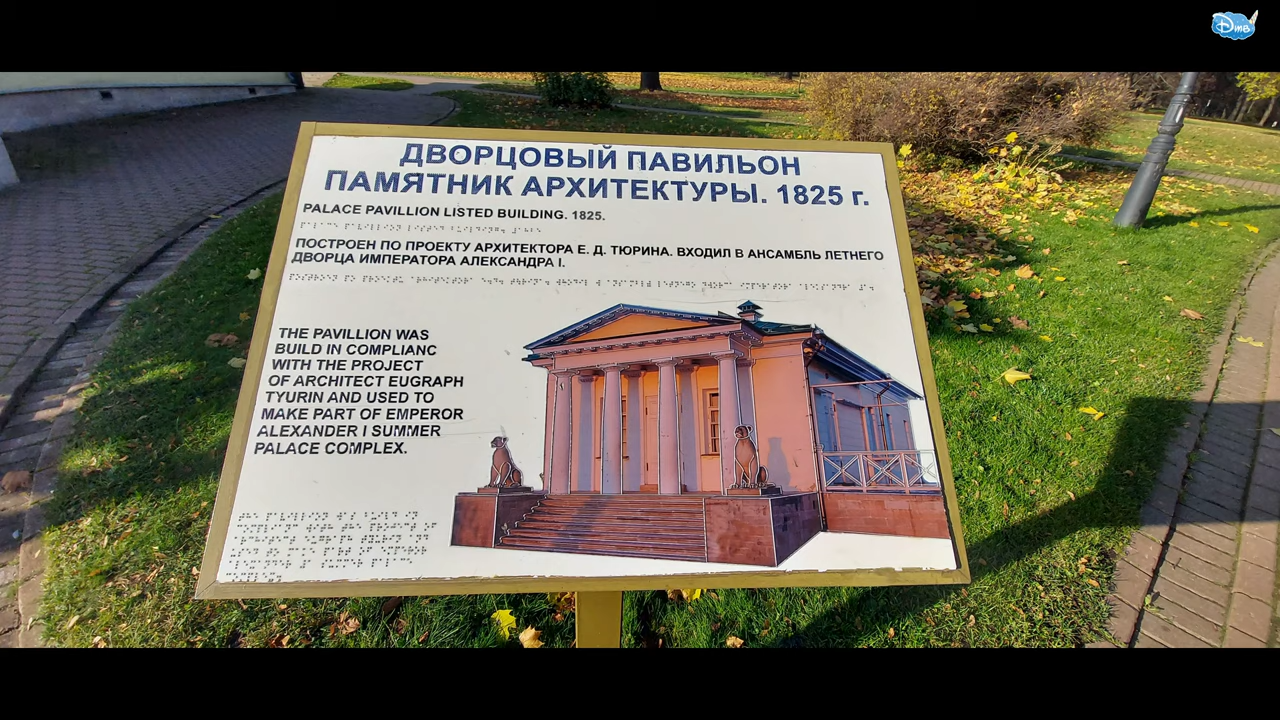 Dmb
ДВОРЦОВЫЙ ПАВИЛЬОН
ПАМЯТНИК АРХИТЕКТУРЫ. 1825 г.
PALACE PAVILLION LISTED BUILDING. 1825.
ПОСТРОЕН ПО ПРОЕКТУ АРХИТЕКТОРА Е. Д. ТЮРИНА. ВХОДИЛ В АНСАМБЛЬ ЛЕТНЕГО
ДВОРЦА ИМПЕРАТОРА АЛЕКСАНДРА I.
THE PAVILLION WAS
BUILD IN COMPLIANC
WITH THE PROJECT
OF ARCHITECT EUGRAPH
TYURIN AND USED TO
MAKE PART OF EMPEROR
ALEXANDER I SUMMER
PALACE COMPLEX.